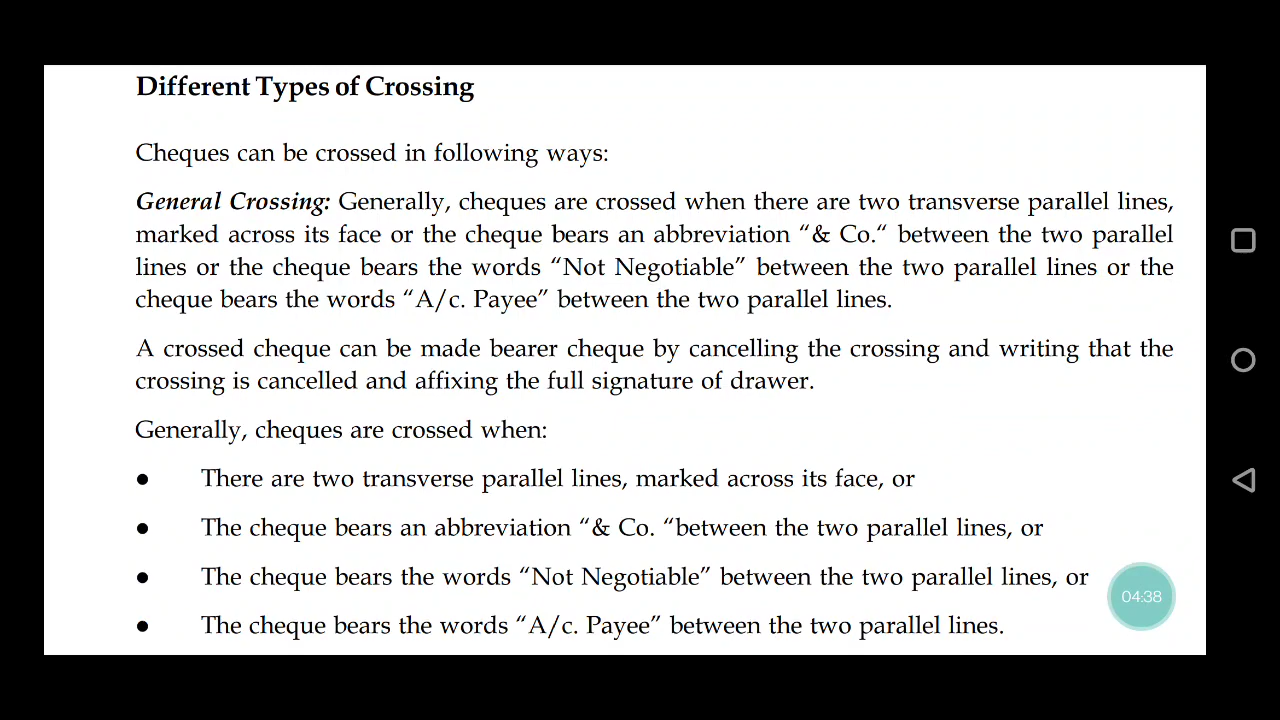 Different Types of Crossing
Cheques can be crossed in following ways:
General Crossing: Generally, cheques are crossed when there are two transverse parallel lines,
marked across its face or the cheque bears an abbreviation “& Co.“ between the two parallel
lines or the cheque bears the words “Not Negotiable” between the two parallel lines or the
cheque bears the words “A/c. Payee” between the two parallel lines.
A crossed cheque can be made bearer cheque by cancelling the crossing and writing that the
crossing is cancelled and affixing the full signature of drawer.
Generally, cheques are crossed when:
● There are two transverse parallel lines, marked across its face, or
● The cheque bears an abbreviation “& Co. “between the two parallel lines, or
● The cheque bears the words “Not Negotiable” between the two parallel lines, or
● The cheque bears the words “A/c. Payee” between the two parallel lines.
04:38